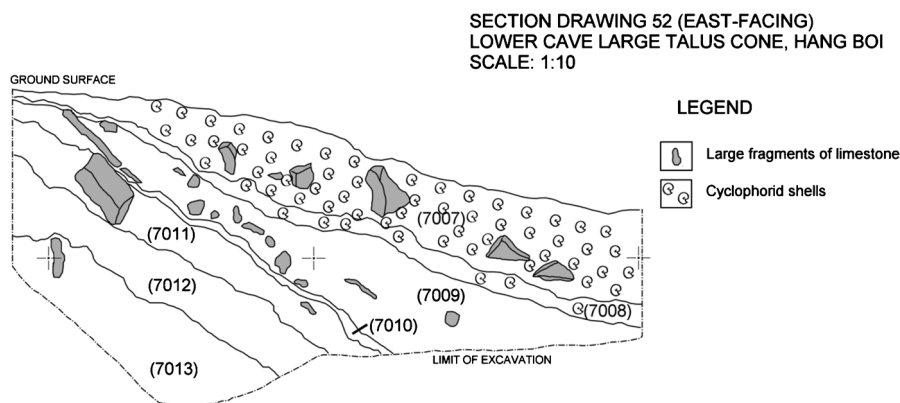 SECTION DRAWING 52 (EAST-FACING)
LOWER CAVE LARGE TALUS CONE, HANG BOI
SCALE: 1:10
GROUND SURFACE
LEGEND
Large fragments of limestone
Cyclophorid shells
(7007)
(7011)
(7012)
(7009)
(7008)
(7010)
LIMIT OF EXCAVATION
(7013)